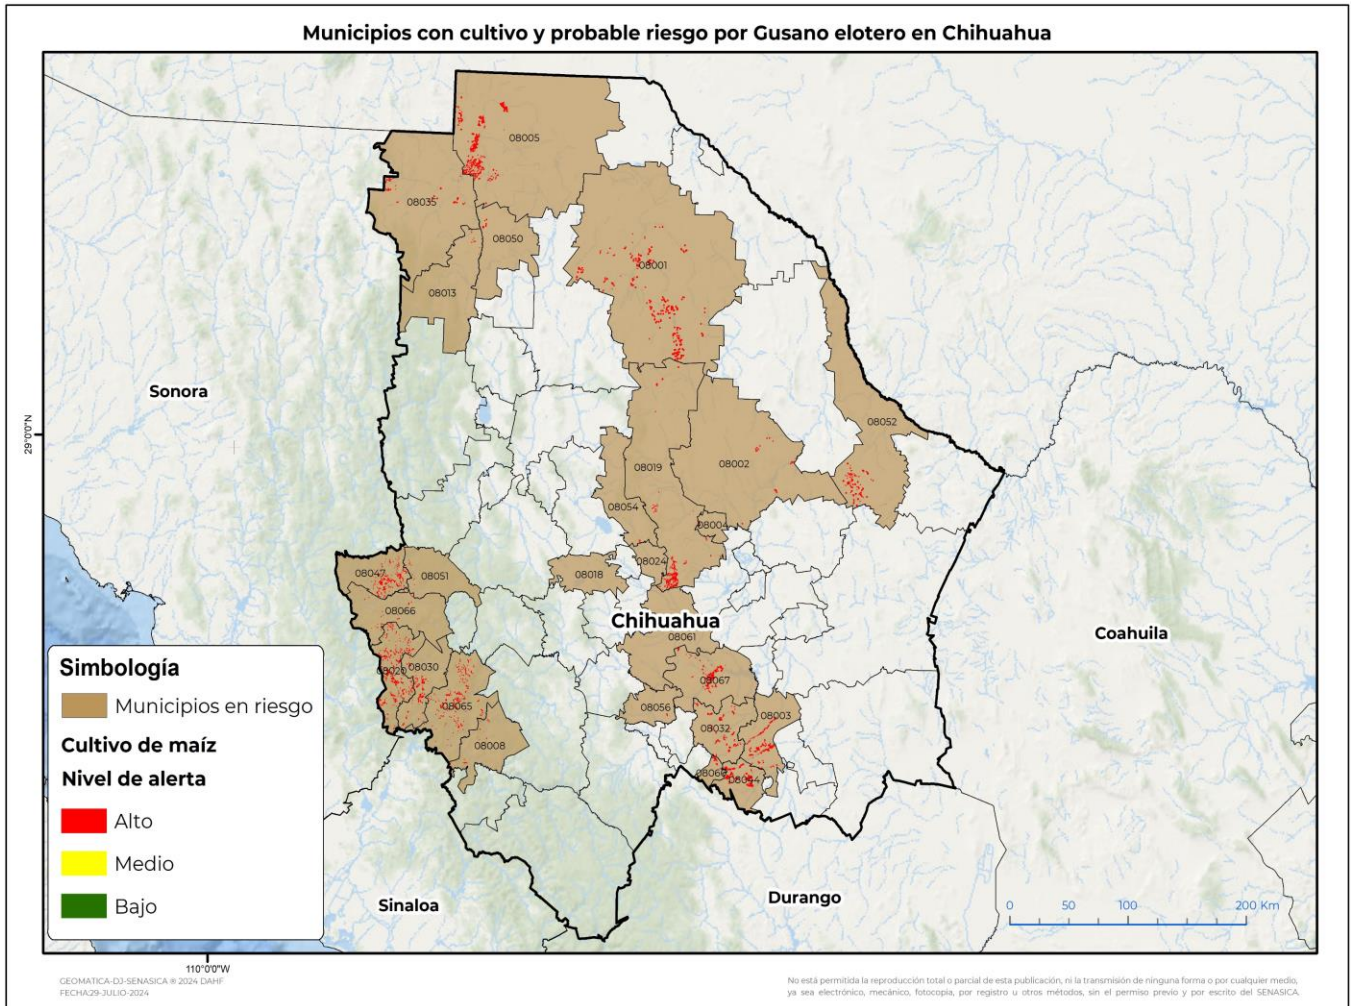 Municipios con cultivo y probable riesgo por Gusano elotero en Chihuahua
08005
08035
08050
08001
08013
Sonora
29°0'0"N
08052
08019
08002
08054
08004
08024
08047
08051
08018
08066
Chihuahua
08061
Coahuila
08020
08030
08067
08065
08056
08003
08032
08008
08044
Simbología
Municipios en riesgo
Cultivo de maíz
Nivel de alerta
Alto
Medio
Bajo
Sinaloa
Durango
0 50 100 200 Km
110°0'0"W
GEOMATICA-DJ-SENASICA ® 2024 DAHF
FECHA:29-JULIO-2024
No está permitida la reproducción total o parcial de esta publicación, ni la transmisión de ninguna forma o por cualquier medio,
ya sea electrónico, mecánico, fotocopia, por registro u otros métodos, sin el permiso previo y por escrito del SENASICA.